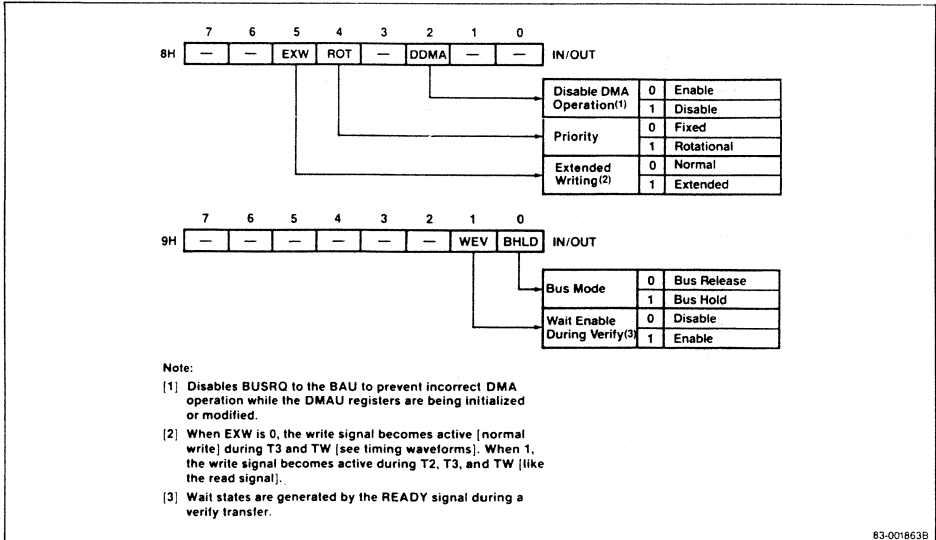 7 6 5 4 3 2 1 0
8H — — EXW ROT — DDMA — — IN/OUT
Disable DMA Operation(1) 0 Enable
1 Disable
Priority 0 Fixed
1 Rotational
Extended Writing(2) 0 Normal
1 Extended
7 6 5 4 3 2 1 0
9H — — — — — — WEV BHLD IN/OUT
Bus Mode 0 Bus Release
1 Bus Hold
Wait Enable During Verify(3) 0 Disable
1 Enable
Note:
[1] Disables BUSRQ to the BAU to prevent incorrect DMA
operation while the DMAU registers are being initialized
or modified.
[2] When EXW is 0, the write signal becomes active [normal
write] during T3 and TW [see timing waveforms]. When 1,
the write signal becomes active during T2, T3, and TW [like
the read signal].
[3] Wait states are generated by the READY signal during a
verify transfer.
83-001863B